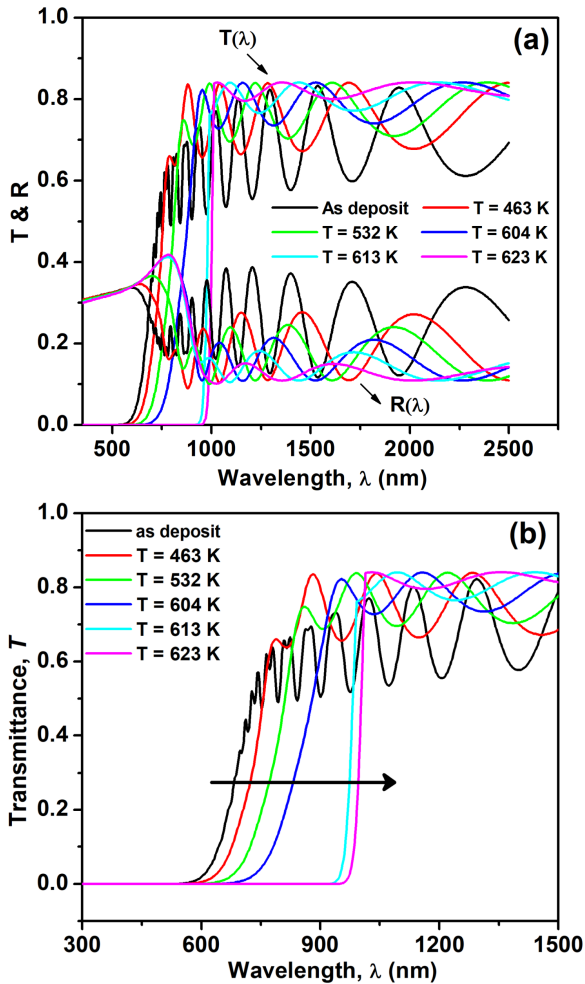 (a)
T(λ)
1.0
0.8
0.6
0.4
0.2
0.0
T & R
As deposit
T = 463 K
T = 532 K
T = 604 K
T = 613 K
T = 623 K
R(λ)
500 1000 1500 2000 2500
Wavelength, λ (nm)
(b)
as deposit
T = 463 K
T = 532 K
T = 604 K
T = 613 K
T = 623 K
1.0
0.8
0.6
0.4
0.2
0.0
Transmittance, T
300 600 900 1200 1500
Wavelength, λ (nm)